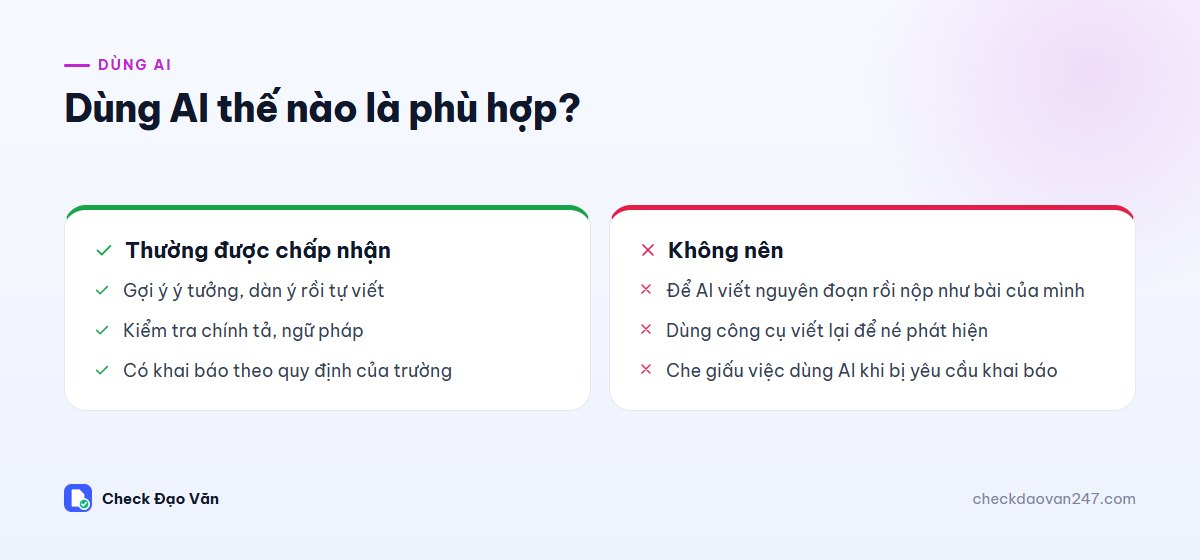 DÙNG AI
Dùng AI thế nào là phù hợp?
Thường được chấp nhận
Gợi ý ý tưởng, dàn ý rồi tự viết
Kiểm tra chính tả, ngữ pháp
Có khai báo theo quy định của trường
Không nên
Để AI viết nguyên đoạn rồi nộp như bài của mình
Dùng công cụ viết lại để né phát hiện
Che giấu việc dùng AI khi bị yêu cầu khai báo
Check Đạo Văn
checkdaovan247.com